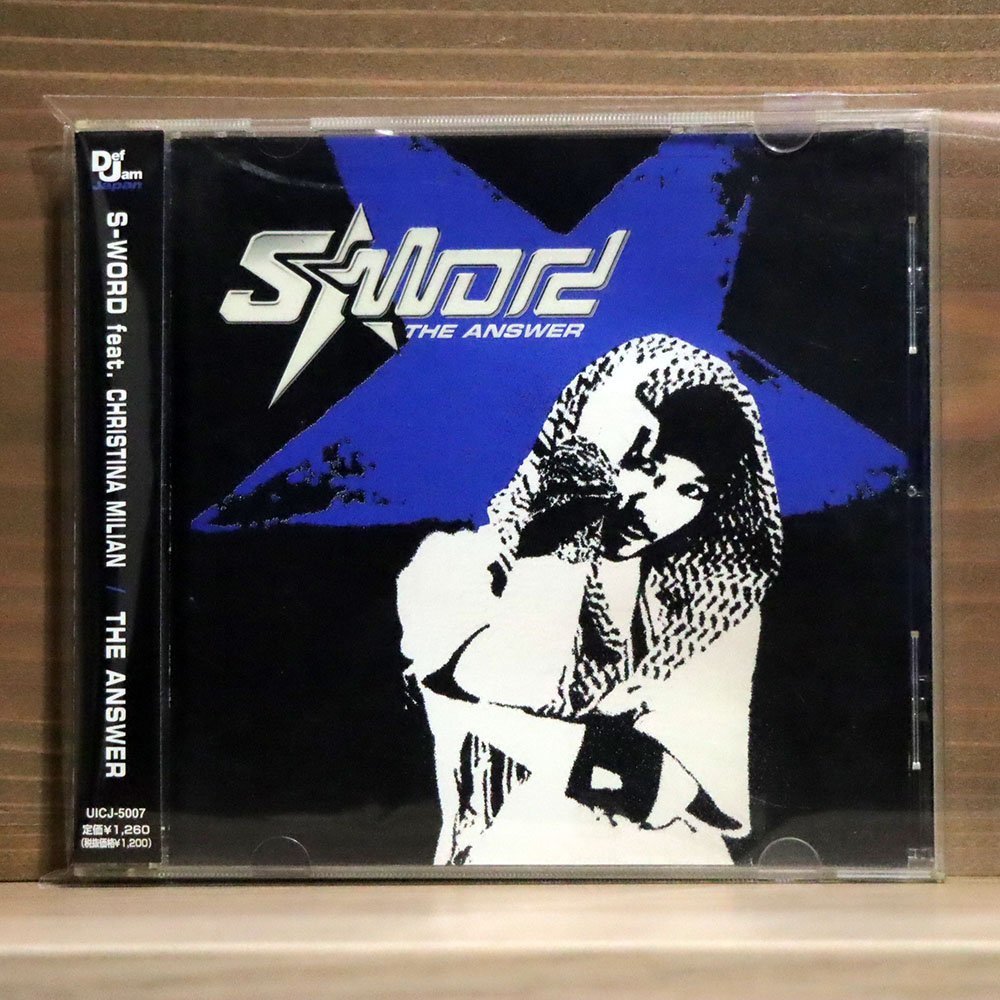 Def Jam
Japan
S-WORD feat. CHRISTINA MILIAN / THE ANSWER
UICJ-5007
定価¥1,260
(税抜価格¥1,200)
S-WORD
THE ANSWER